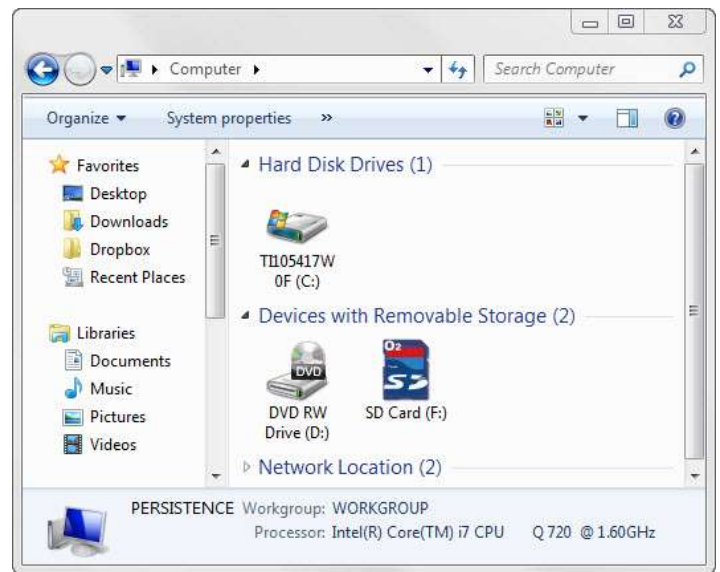 Computer
Search Computer
Organize
System properties
»
Favorites
Desktop
Downloads
Dropbox
Recent Places
Libraries
Documents
Music
Pictures
Videos
Hard Disk Drives (1)
TI105417W
0F (C:)
Devices with Removable Storage (2)
DVD
O2
SD
DVD RW
Drive (D:)
SD Card (F:)
Network Location (2)
PERSISTENCE Workgroup: WORKGROUP
Processor: Intel(R) Core(TM) i7 CPU Q 720 @ 1.60GHz